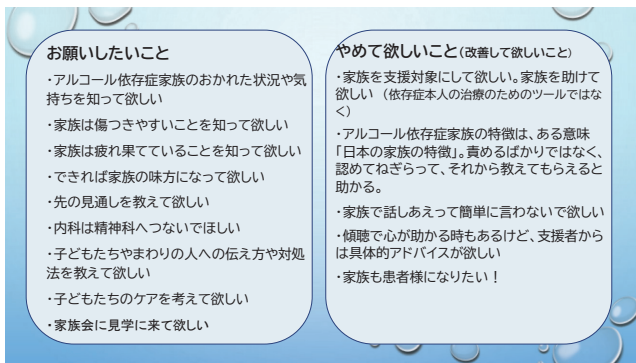 お願いしたいこと
・アルコール依存症家族のおかれた状況や気
持ちを知って欲しい
・家族は傷つきやすいことを知って欲しい
・家族は疲れ果てていることを知って欲しい
・できれば家族の味方になって欲しい
・先の見通しを教えて欲しい
・内科は精神科へつないでほしい
・子どもたちやまわりの人への伝え方や対処
法を教えて欲しい
・子どもたちのケアを考えて欲しい
・家族会に見学に来て欲しい
やめて欲しいこと(改善して欲しいこと)
・家族を支援対象にして欲しい。家族を助けて
欲しい (依存症本人の治療のためのツールではな
く)
・アルコール依存症家族の特徴は、ある意味
「日本の家族の特徴」。責めるばかりではなく、
認めてねぎらって、それから教えてもらえると
助かる。
・家族で話しあえって簡単に言わないで欲しい
・傾聴で心が助かる時もあるけど、支援者から
は具体的アドバイスが欲しい
・家族も患者様になりたい！